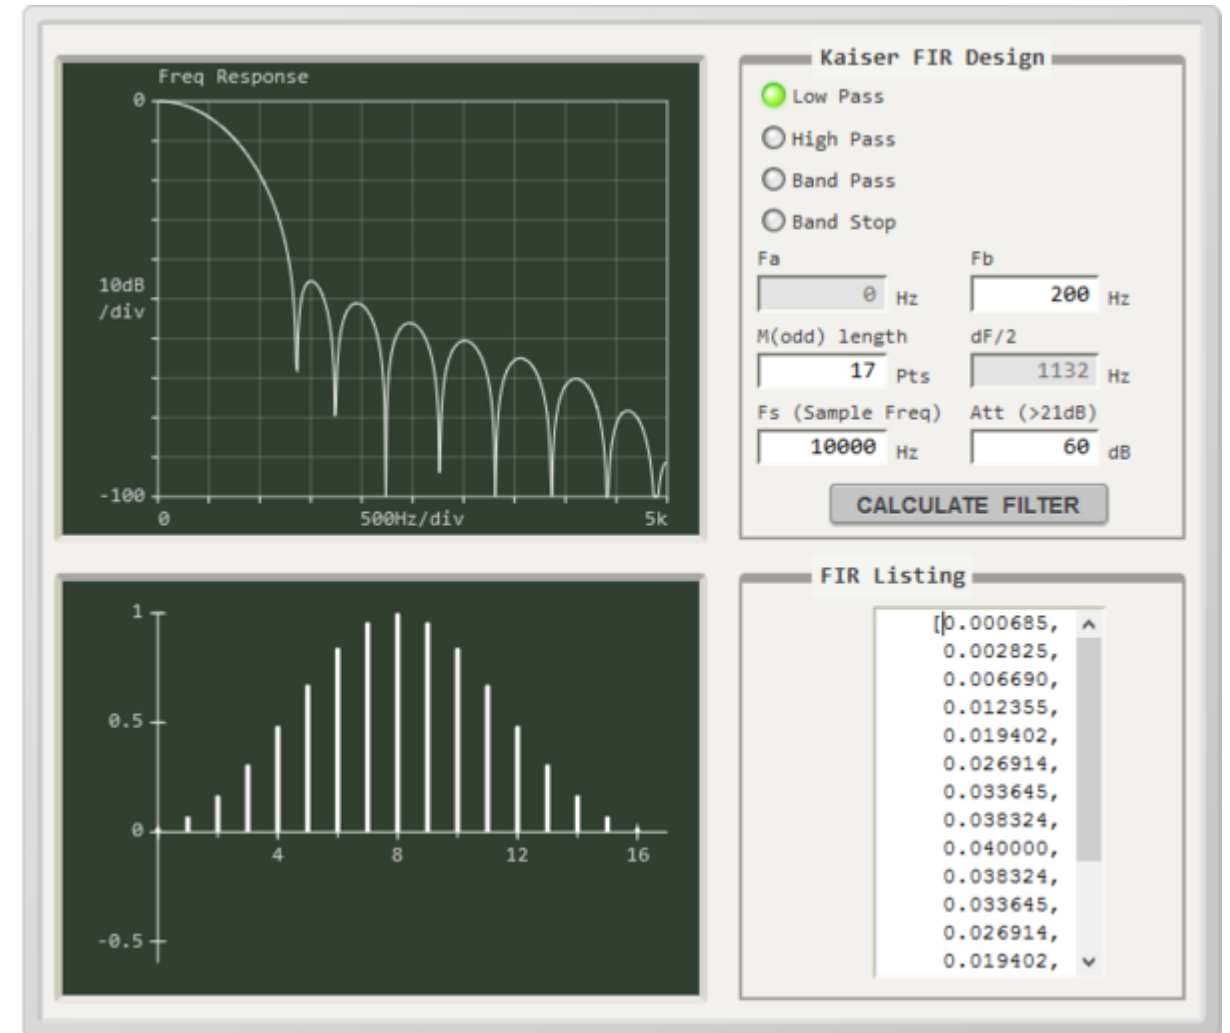 Freq Response
0
10dB
/div
-100
0 500Hz/div 5k
Kaiser FIR Design
Low Pass
High Pass
Band Pass
Band Stop
Fa Fb
0 Hz 200 Hz
M(odd) length dF/2
17 Pts 1132 Hz
Fs (Sample Freq) Att (>21dB)
10000 Hz 60 dB
CALCULATE FILTER
1
0.5
0
4 8 12 16
-0.5
FIR Listing
[0.000685,
0.002825,
0.006690,
0.012355,
0.019402,
0.026914,
0.033645,
0.038324,
0.040000,
0.038324,
0.033645,
0.026914,
0.019402,